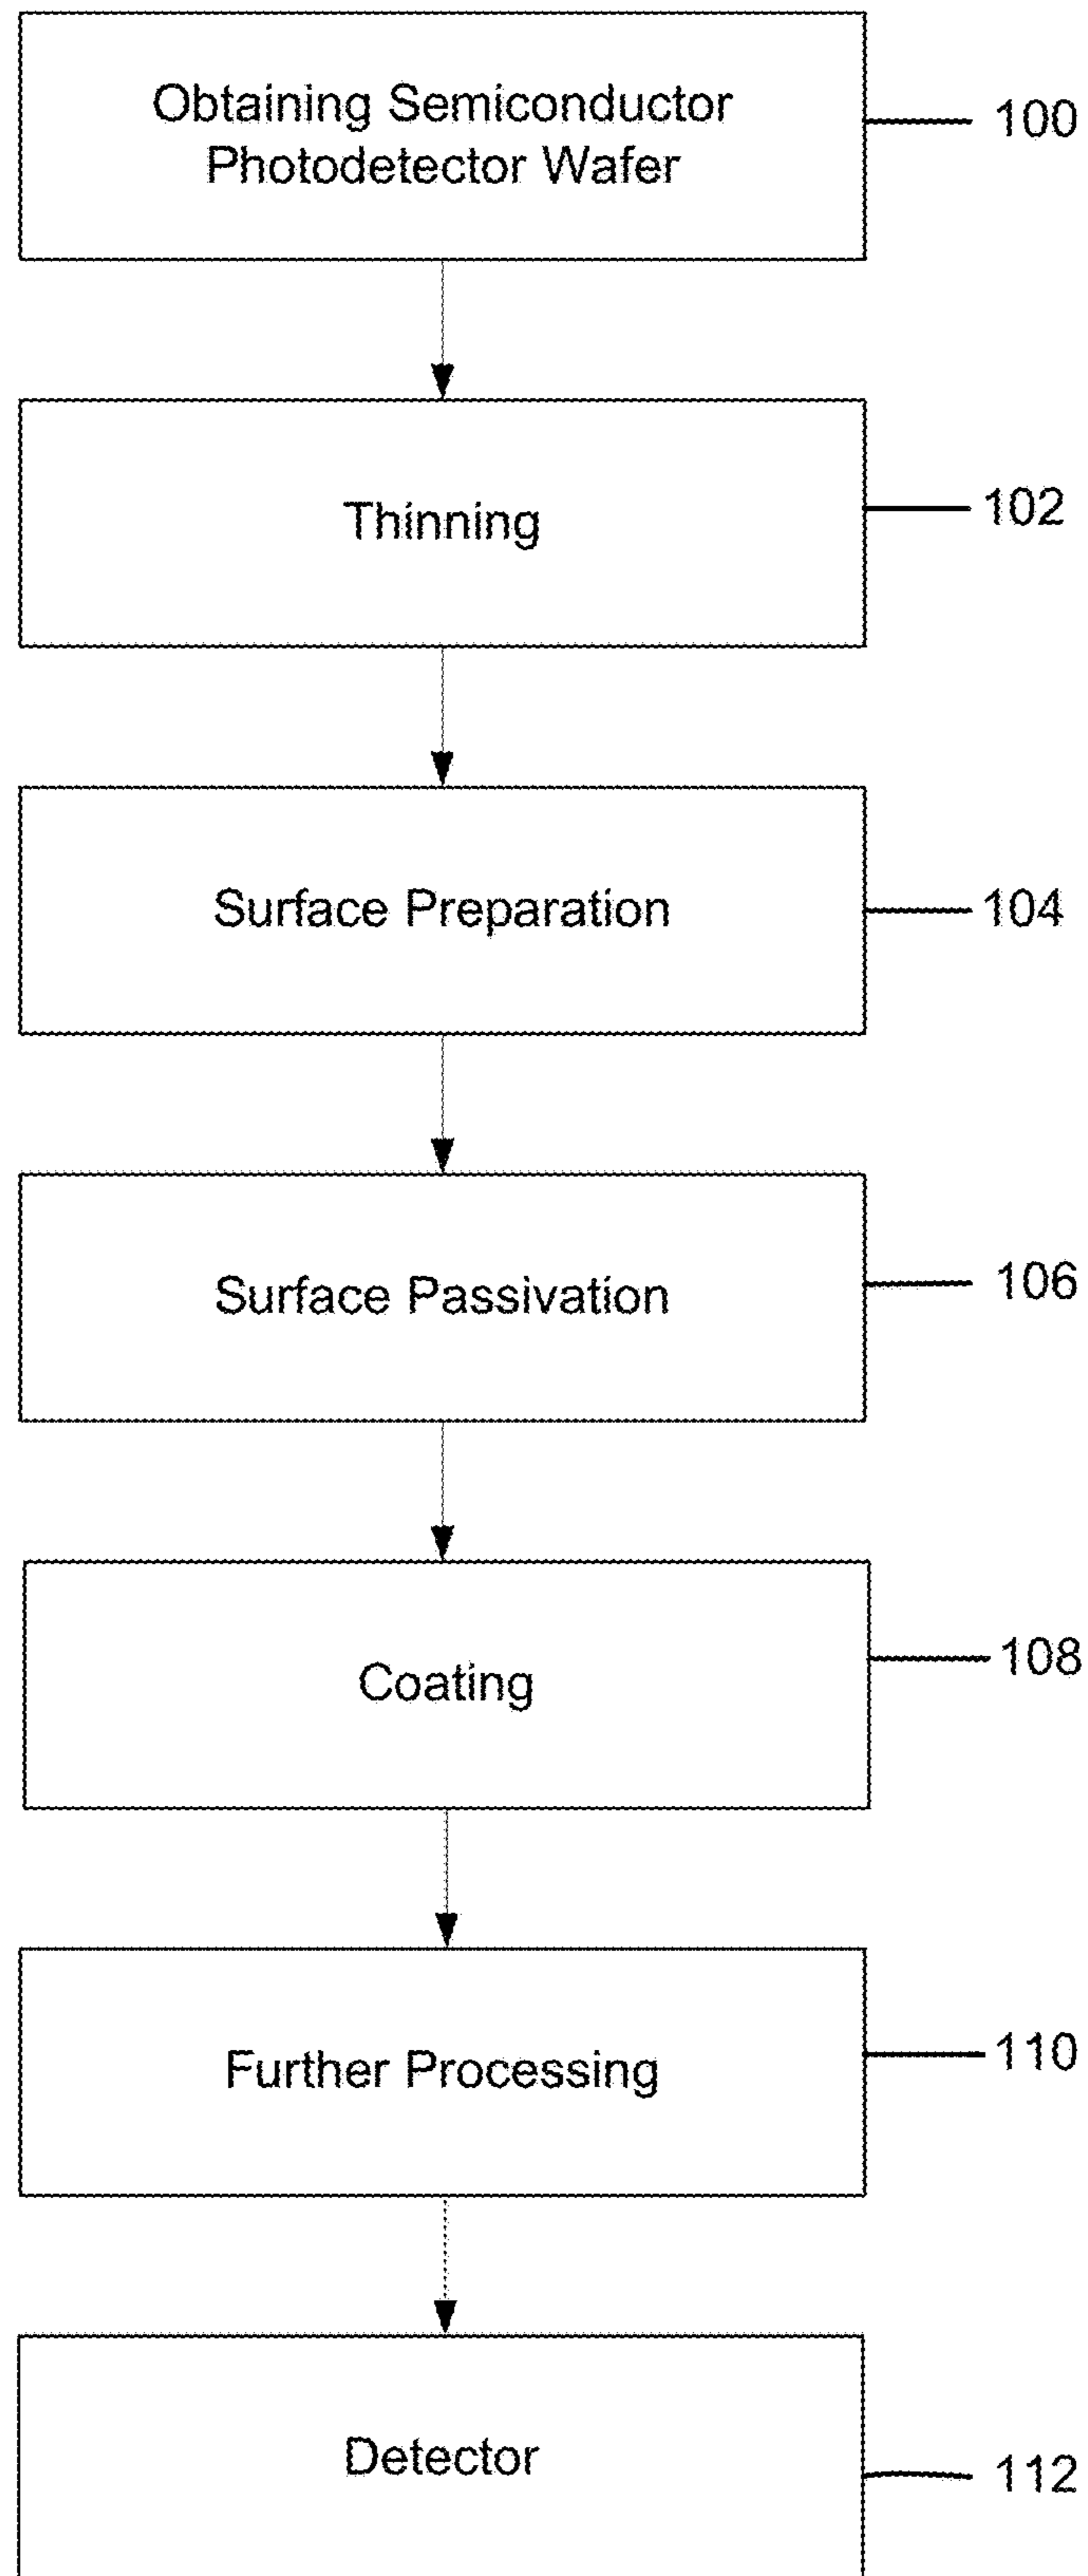 Obtaining Semiconductor
Photodetector Wafer
100
Thinning
102
Surface Preparation
104
Surface Passivation
106
Coating
108
Further Processing
110
Detector
112